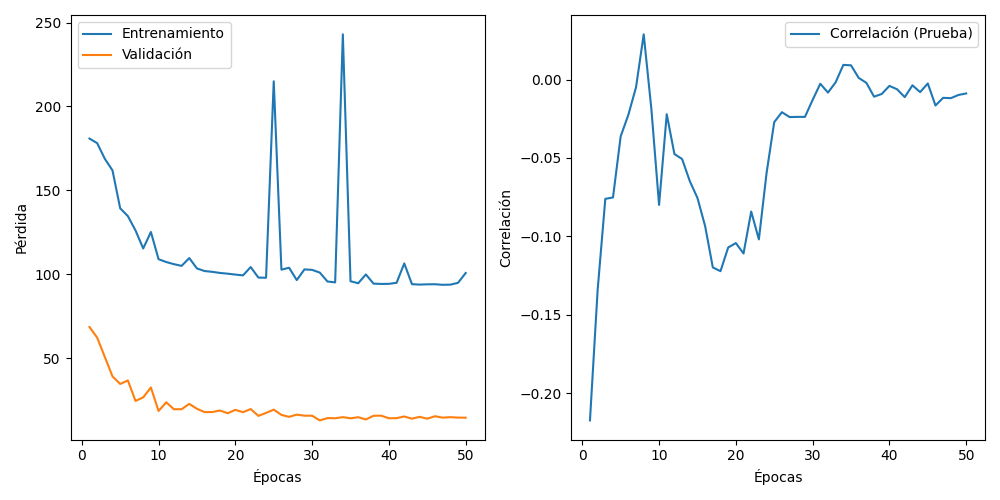 Entrenamiento
Validación
250
200
150
100
50
Pérdida
0 10 20 30 40 50
Épocas
Correlación (Prueba)
0.00
−0.05
−0.10
−0.15
−0.20
Correlación
0 10 20 30 40 50
Épocas